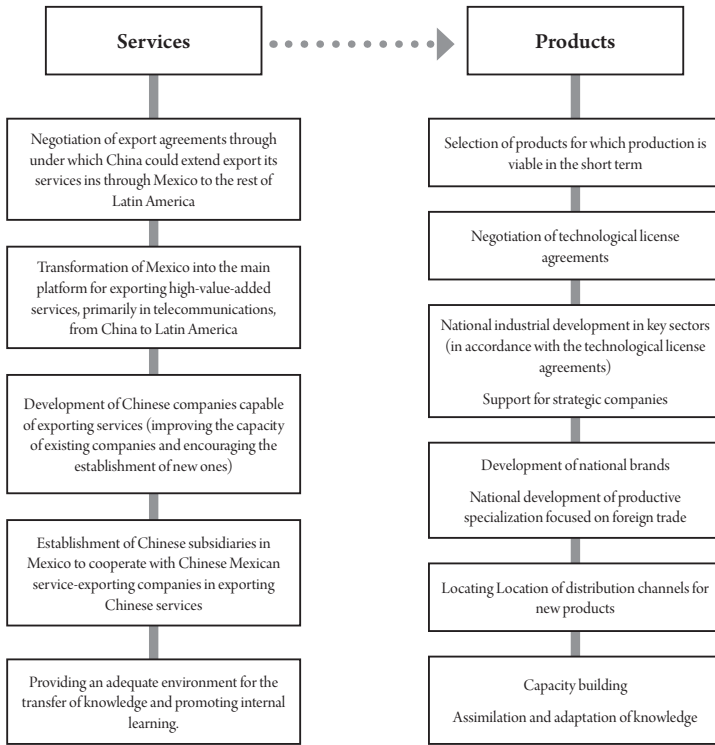 Services
Negotiation of export agreements through
under which China could extend export its
services ins through Mexico to the rest of
Latin America
Transformation of Mexico into the main
platform for exporting high-value-added
services, primarily in telecommunications,
from China to Latin America
Development of Chinese companies capable
of exporting services (improving the capacity
of existing companies and encouraging the
establishment of new ones)
Establishment of Chinese subsidiaries in
Mexico to cooperate with Chinese Mexican
service-exporting companies in exporting
Chinese services
Providing an adequate environment for the
transfer of knowledge and promoting internal
learning.
Products
Selection of products for which production is
viable in the short term
Negotiation of technological license
agreements
National industrial development in key sectors
(in accordance with the technological license
agreements)
Support for strategic companies
Development of national brands
National development of productive
specialization focused on foreign trade
Locating Location of distribution channels for
new products
Capacity building
Assimilation and adaptation of knowledge